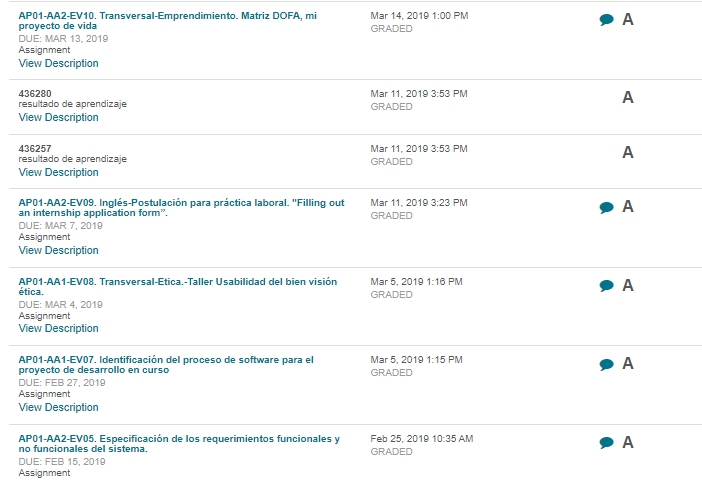 AP01-AA2-EV10. Transversal-Emprendimiento. Matriz DOFA, mi
proyecto de vida
DUE: MAR 13, 2019
Assignment
View Description
Mar 14, 2019 1:00 PM
GRADED
A
436280
resultado de aprendizaje
View Description
Mar 11, 2019 3:53 PM
GRADED
A
436257
resultado de aprendizaje
View Description
Mar 11, 2019 3:53 PM
GRADED
A
AP01-AA2-EV09. Inglés-Postulación para práctica laboral. "Filling out
an internship application form”.
DUE: MAR 7, 2019
Assignment
View Description
Mar 11, 2019 3:23 PM
GRADED
A
AP01-AA1-EV08. Transversal-Etica.-Taller Usabilidad del bien visión
ética.
DUE: MAR 4, 2019
Assignment
View Description
Mar 5, 2019 1:16 PM
GRADED
A
AP01-AA1-EV07. Identificación del proceso de software para el
proyecto de desarrollo en curso
DUE: FEB 27, 2019
Assignment
View Description
Mar 5, 2019 1:15 PM
GRADED
A
AP01-AA2-EV05. Especificación de los requerimientos funcionales y
no funcionales del sistema.
DUE: FEB 15, 2019
Assignment
Feb 25, 2019 10:35 AM
GRADED
A